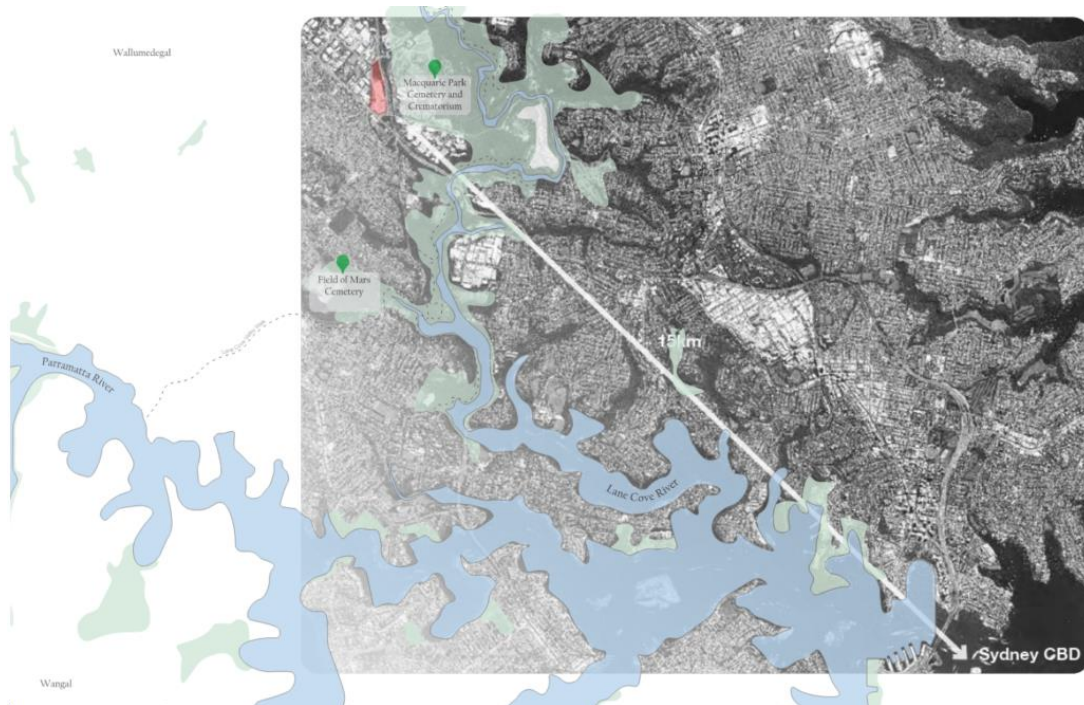 Wallumedegal
Macquarie Park
Cemetery and
Crematorium
Field of Mars
Cemetery
Parramatta River
15km
Lane Cove River
Sydney CBD
Wangal